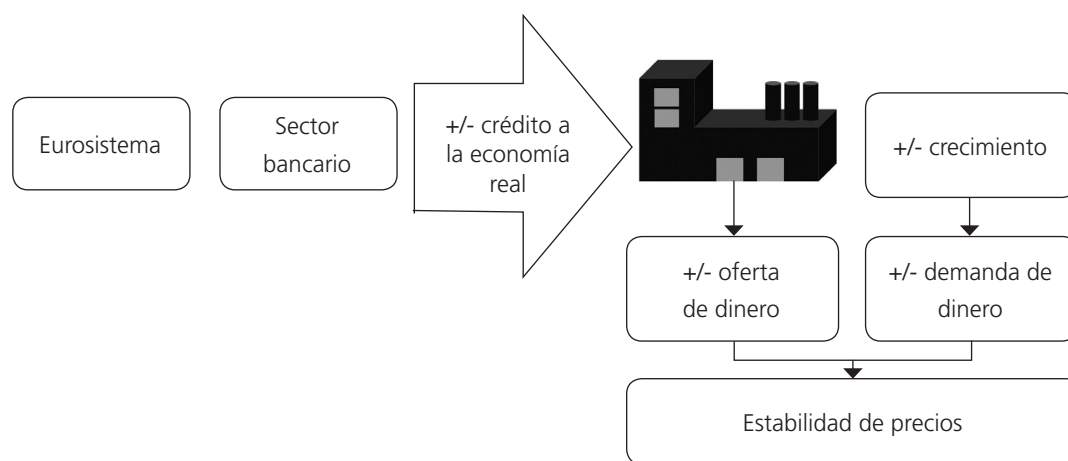 Eurosistema
Sector
bancario
+/- crédito a
la economía
real
+/- crecimiento
+/- oferta
de dinero
+/- demanda de
dinero
Estabilidad de precios